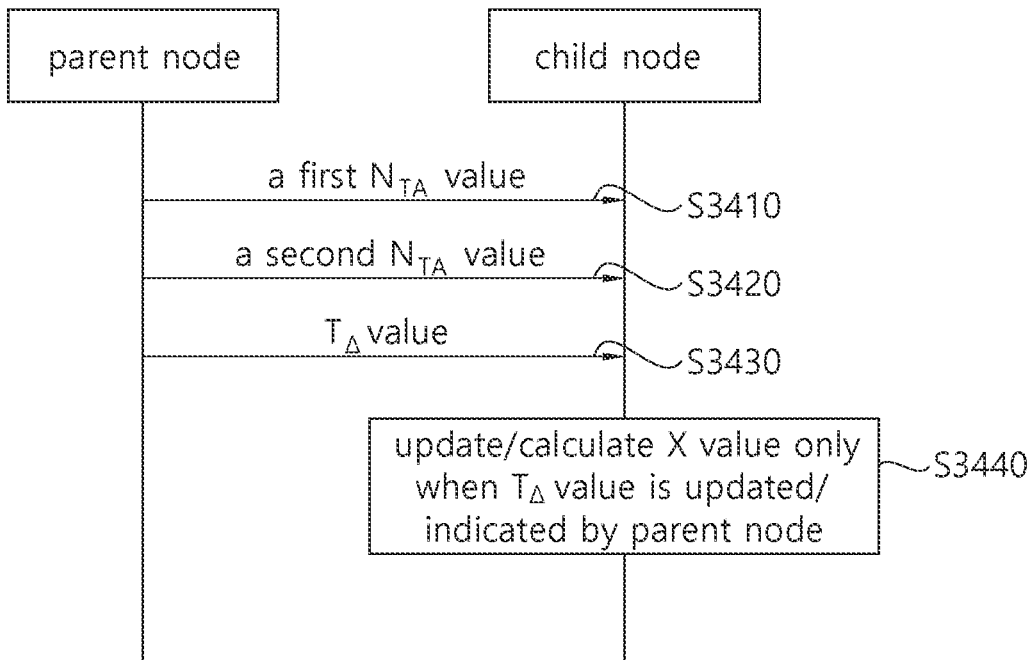 parent node
child node
a first N_TA value
S3410
a second N_TA value
S3420
T_Δ value
S3430
update/calculate X value only
when T_Δ value is updated/
indicated by parent node
S3440